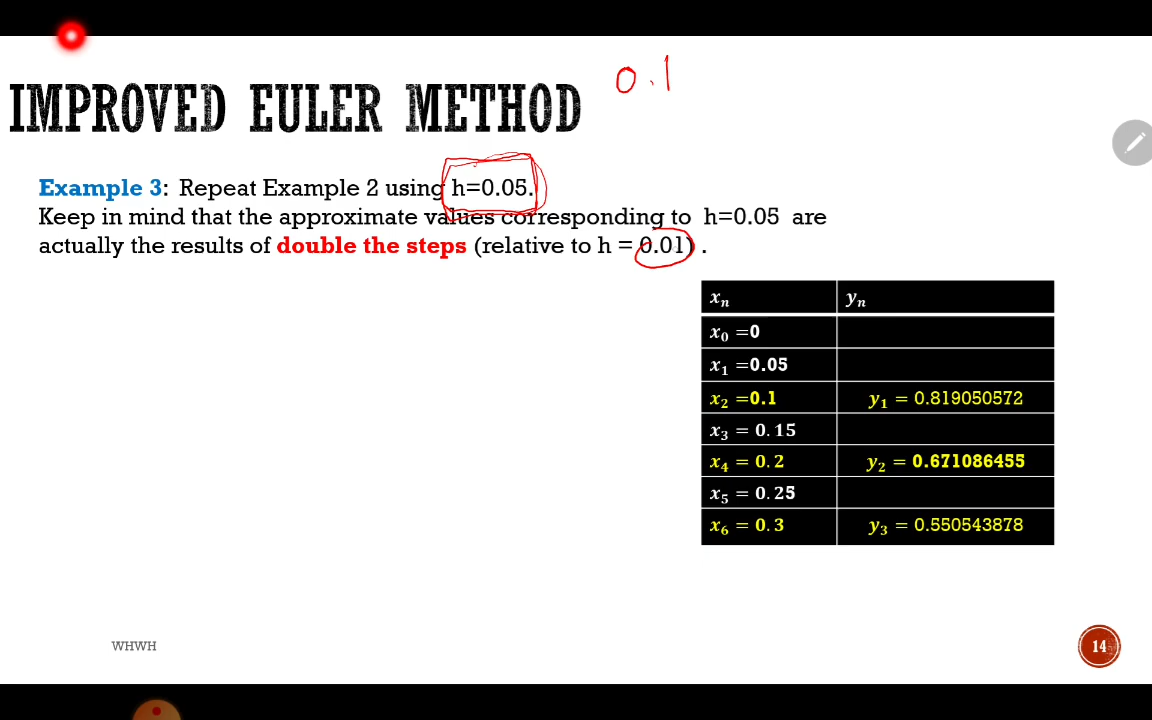 0.1
IMPROVED EULER METHOD
Example 3: Repeat Example 2 using h=0.05.
Keep in mind that the approximate values corresponding to h=0.05 are
actually the results of double the steps (relative to h = 0.01) .
xₙ yₙ
x₀ =0
x₁ =0.05
x₂ =0.1 y₁ = 0.819050572
x₃ = 0.15
x₄ = 0.2 y₂ = 0.671086455
x₅ = 0.25
x₆ = 0.3 y₃ = 0.550543878
WHWH
14